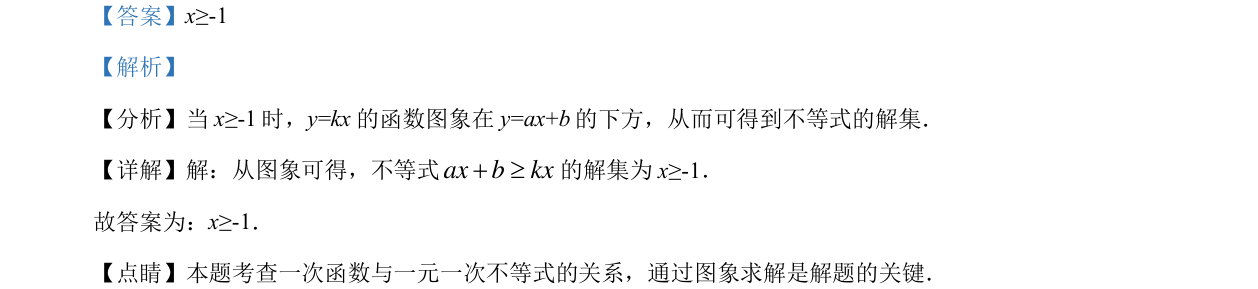 【答案】x≥-1
【解析】
【分析】当 x≥-1 时，y=kx 的函数图象在 y=ax+b 的下方，从而可得到不等式的解集．
【详解】解：从图象可得，不等式 ax+b≥kx 的解集为 x≥-1．
故答案为：x≥-1．
【点睛】本题考查一次函数与一元一次不等式的关系，通过图象求解是解题的关键．